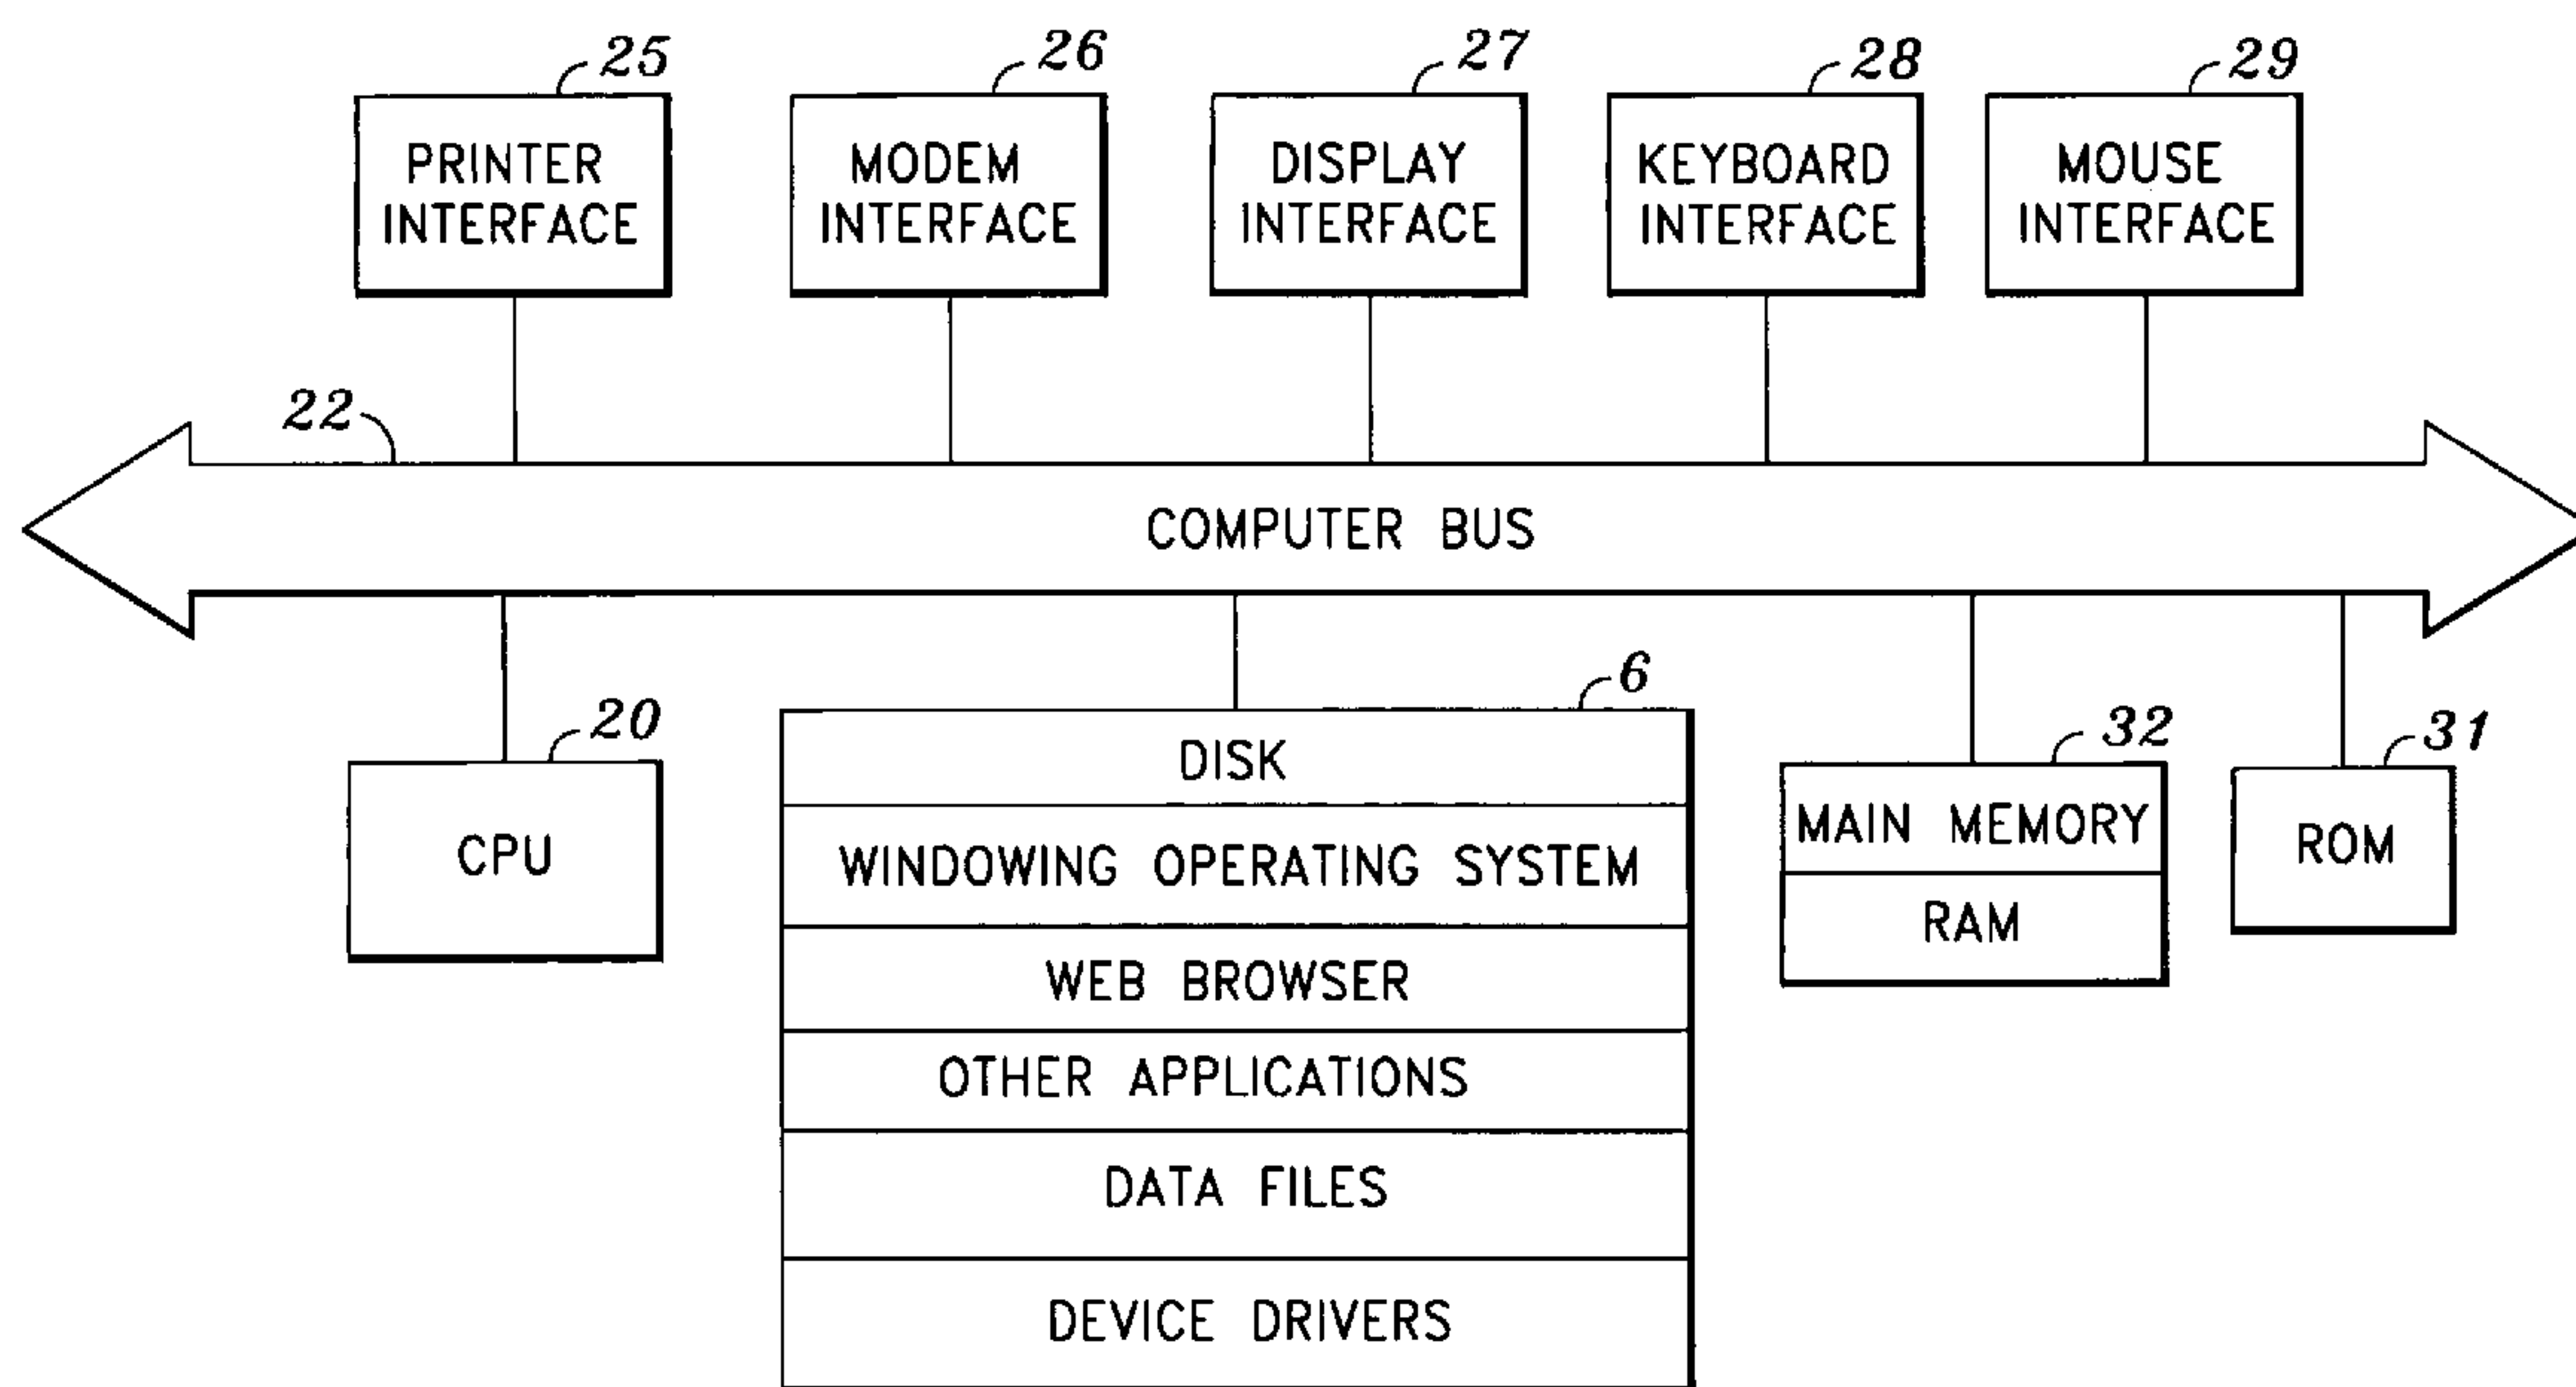 25
26
27
28
29
PRINTER
INTERFACE
MODEM
INTERFACE
DISPLAY
INTERFACE
KEYBOARD
INTERFACE
MOUSE
INTERFACE
22
COMPUTER BUS
20
CPU
6
DISK
WINDOWING OPERATING SYSTEM
WEB BROWSER
OTHER APPLICATIONS
DATA FILES
DEVICE DRIVERS
32
MAIN MEMORY
RAM
31
ROM